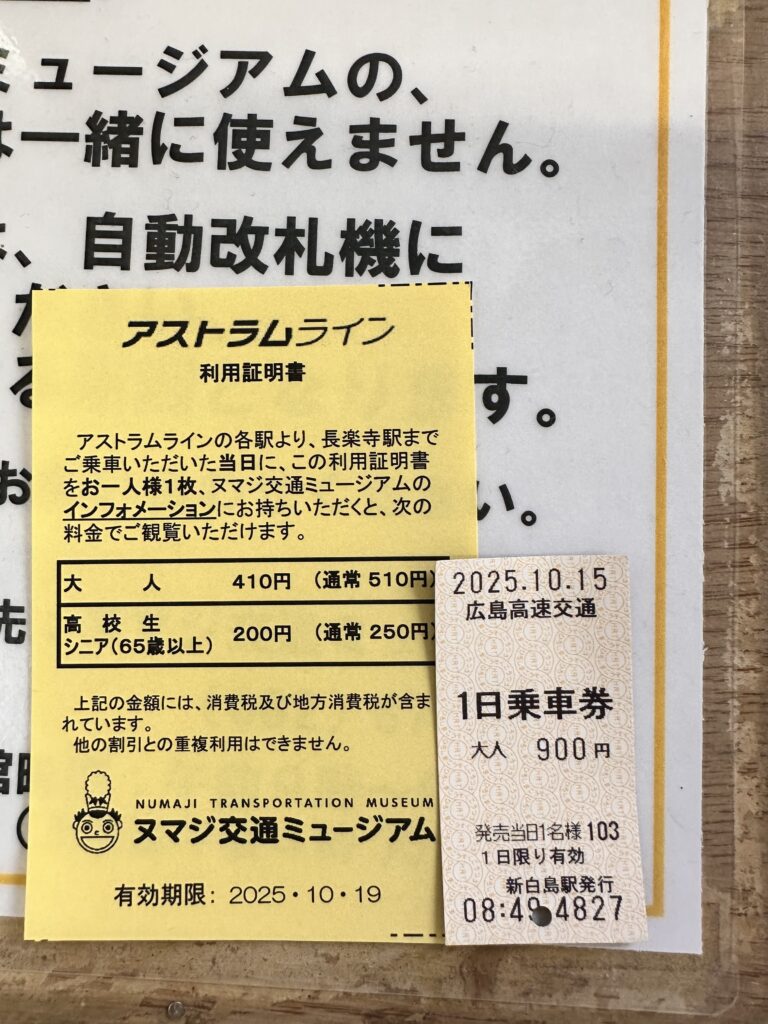 ミュージアムの、
は一緒に使えません。
は、自動改札機に
る
す。
お
い。
先
アストラムライン
利用証明書
アストラムラインの各駅より、長楽寺駅まで
ご乗車いただいた当日に、この利用証明書
をお一人様1枚、ヌマジ交通ミュージアムの
インフォメーションにお持ちいただくと、次の
料金でご観覧いただけます。
大 人 410円 (通常 510円)
高 校 生
シニア(65歳以上) 200円 (通常 250円)
上記の金額には、消費税及び地方消費税が含ま
れています。
他の割引との重複利用はできません。
NUMAJI TRANSPORTATION MUSEUM
ヌマジ交通ミュージアム
有効期限: 2025・10・19
2025.10.15
広島高速交通
1日乗車券
大人 900円
発売当日1名様 103
1日限り有効
新白島駅発行
08:49 4827